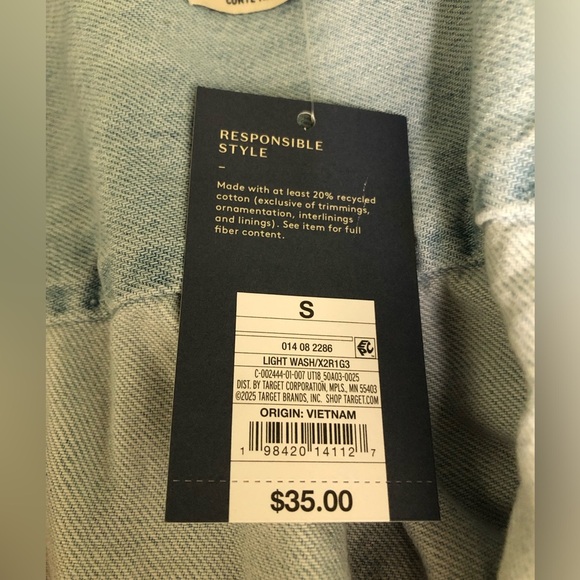 RESPONSIBLE
STYLE
–
Made with at least 20% recycled
cotton (exclusive of trimmings,
ornamentation, interlinings
and linings). See item for full
fiber content.
S
014 08 2286
LIGHT WASH/X2R1G3
C-002444-01-007 UT18 50A03-0025
DIST. BY TARGET CORPORATION, MPLS., MN 55403
©2025 TARGET BRANDS, INC. SHOP TARGET.COM
ORIGIN: VIETNAM
1 98420 14112 7
$35.00